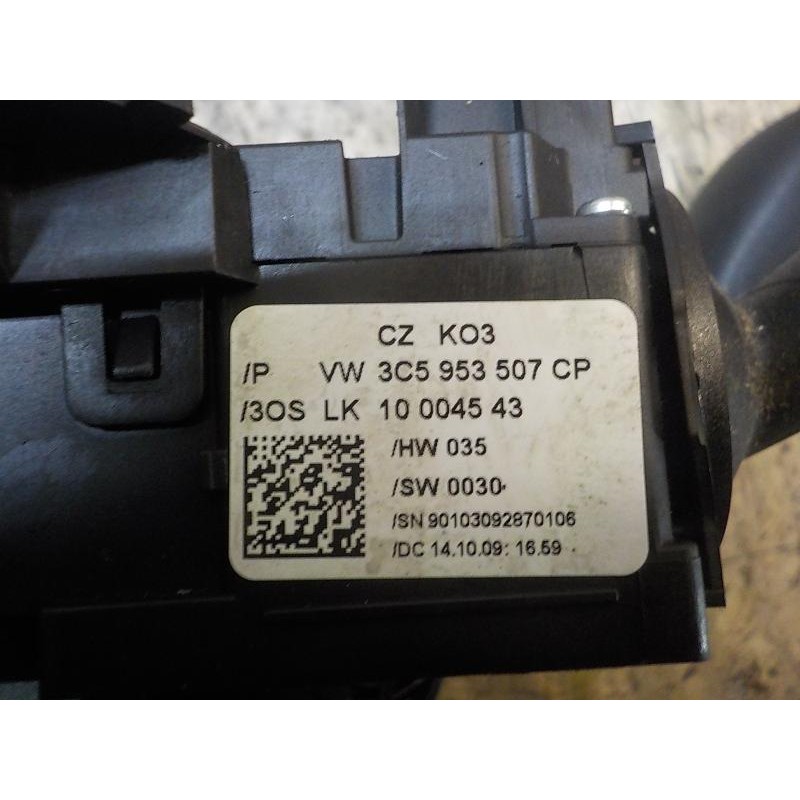 CZ KO3
/P VW 3C5 953 507 CP
/3OS LK 10 0045 43
/HW 035
/SW 0030
/SN 90103092870106
/DC 14.10.09: 16.59